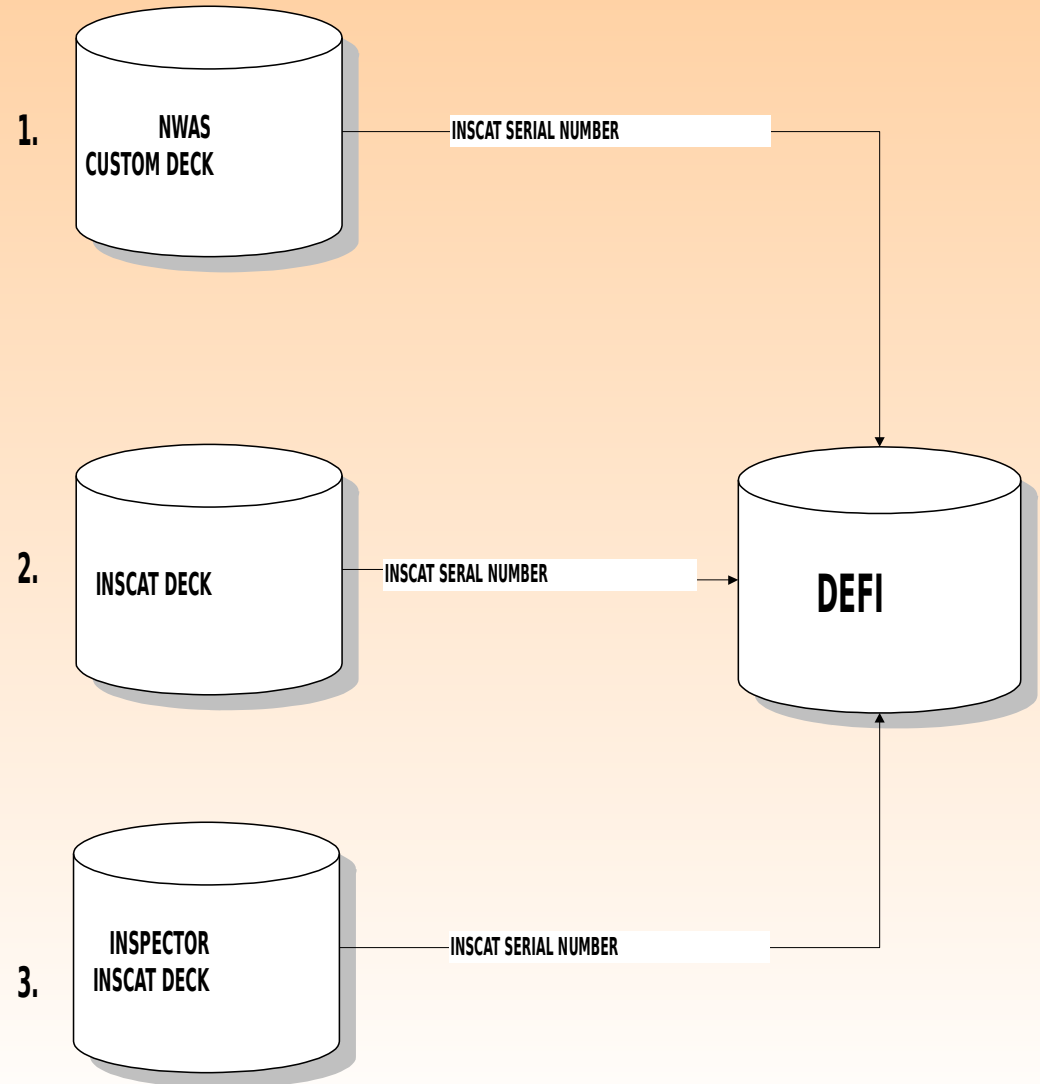 1.
NWAS
CUSTOM DECK
INSCAT SERIAL NUMBER
2.
INSCAT DECK
INSCAT SERAL NUMBER
DEFI
3.
INSPECTOR
INSCAT DECK
INSCAT SERIAL NUMBER